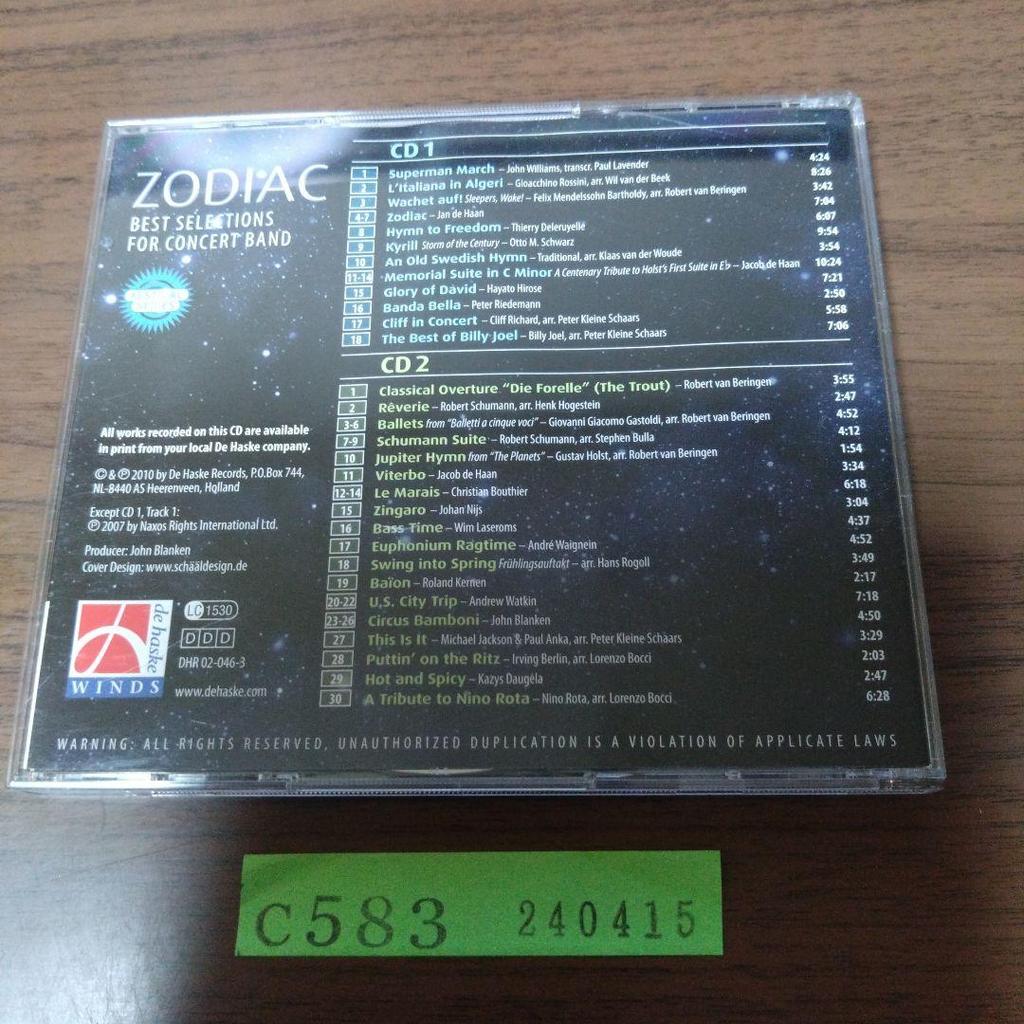 ZODIAC
BEST SELECTIONS
FOR CONCERT BAND
All works recorded on this CD are available
in print from your local De Haske company.
© & ℗ 2010 by De Haske Records, P.O.Box 744,
NL-8440 AS Heerenveen, Holland
Except CD 1, Track 1:
℗ 2007 by Naxos Rights International Ltd.
Producer: John Blanken
Cover Design: www.schääldesign.de
de haske
WINDS
LC 1530
DDD
DHR 02-046-3
www.dehaske.com
CD 1
1 Superman March – John Williams, transcr. Paul Lavender 4:24
2 L'Italiana in Algeri – Gioacchino Rossini, arr. Wil van der Beek 8:26
3 Wachet auf! Sleepers, Wake! – Felix Mendelssohn Bartholdy, arr. Robert van Beringen 3:42
4-7 Zodiac – Jan de Haan 7:04
8 Hymn to Freedom – Thierry Deleruyelle 6:07
9 Kyrill Storm of the Century – Otto M. Schwarz 9:54
10 An Old Swedish Hymn – Traditional, arr. Klaas van der Woude 3:54
11-14 Memorial Suite in C Minor A Centenary Tribute to Holst's First Suite in E♭ – Jacob de Haan 10:24
15 Glory of David – Hayato Hirose 7:21
16 Banda Bella – Peter Riedemann 2:50
17 Cliff in Concert – Cliff Richard, arr. Peter Kleine Schaars 5:58
18 The Best of Billy Joel – Billy Joel, arr. Peter Kleine Schaars 7:06
CD 2
1 Classical Overture "Die Forelle" (The Trout) – Robert van Beringen 3:55
2 Rêverie – Robert Schumann, arr. Henk Hogestein 2:47
3-6 Ballets from "Balletti a cinque voci" – Giovanni Giacomo Gastoldi, arr. Robert van Beringen 4:52
7-9 Schumann Suite – Robert Schumann, arr. Stephen Bulla 4:12
10 Jupiter Hymn from "The Planets" – Gustav Holst, arr. Robert van Beringen 1:54
11 Viterbo – Jacob de Haan 3:34
12-14 Le Marais – Christian Bouthier 6:18
15 Zingaro – Johan Nijs 3:04
16 Bass Time – Wim Laseroms 4:37
17 Euphonium Ragtime – André Waignein 4:52
18 Swing into Spring Frühlingsauftakt – arr. Hans Rogoll 3:49
19 Baïon – Roland Kernen 2:17
20-22 U.S. City Trip – Andrew Watkin 7:18
23-26 Circus Bamboni – John Blanken 4:50
27 This Is It – Michael Jackson & Paul Anka, arr. Peter Kleine Schaars 3:29
28 Puttin' on the Ritz – Irving Berlin, arr. Lorenzo Bocci 2:03
29 Hot and Spicy – Kazys Daugėla 2:47
30 A Tribute to Nino Rota – Nino Rota, arr. Lorenzo Bocci 6:28
WARNING: ALL RIGHTS RESERVED, UNAUTHORIZED DUPLICATION IS A VIOLATION OF APPLICATE LAWS
C583 240415